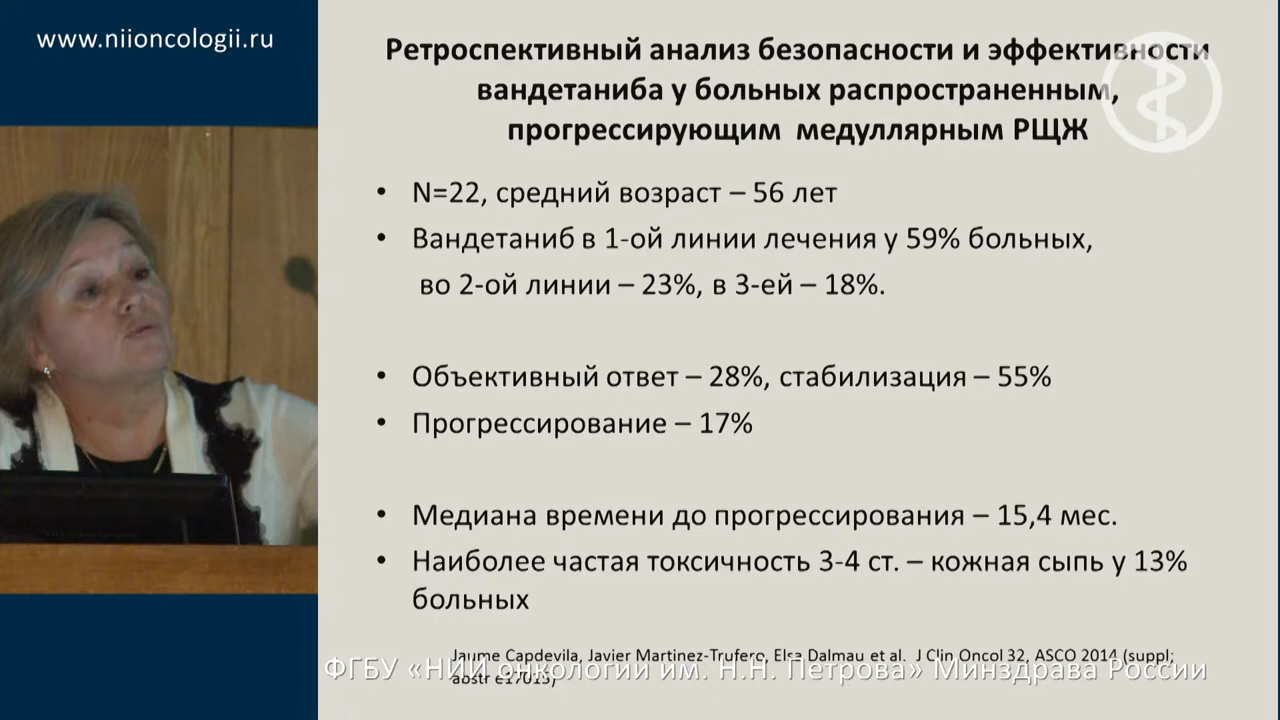 www.niioncologii.ru
Ретроспективный анализ безопасности и эффективности
вандетаниба у больных распространенным,
прогрессирующим медуллярным РЩЖ
• N=22, средний возраст – 56 лет
• Вандетаниб в 1-ой линии лечения у 59% больных,
во 2-ой линии – 23%, в 3-ей – 18%.
• Объективный ответ – 28%, стабилизация – 55%
• Прогрессирование – 17%
• Медиана времени до прогрессирования – 15,4 мес.
• Наиболее частая токсичность 3-4 ст. – кожная сыпь у 13%
больных
Jaume Capdevila, Javier Martinez-Trufero, Elsa Dalmau et al. J Clin Oncol 32, ASCO 2014 (suppl;
abstr e17015)
ФГБУ «НИИ онкологии им. Н.Н. Петрова» Минздрава России